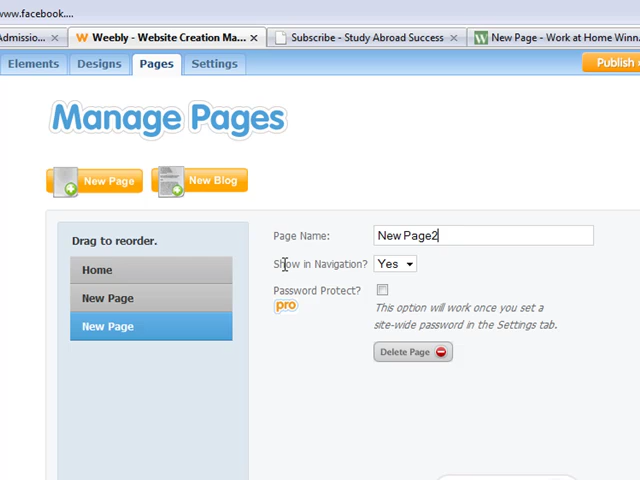 www.facebook....
Admissio... Weebly - Website Creation Ma... x Subscribe - Study Abroad Success x New Page - Work at Home Winn.
Elements Designs Pages Settings Publish
Manage Pages
New Page New Blog
Drag to reorder.
Home
New Page
New Page
Page Name: New Page2
Show in Navigation? Yes
Password Protect?
pro
This option will work once you set a
site-wide password in the Settings tab.
Delete Page